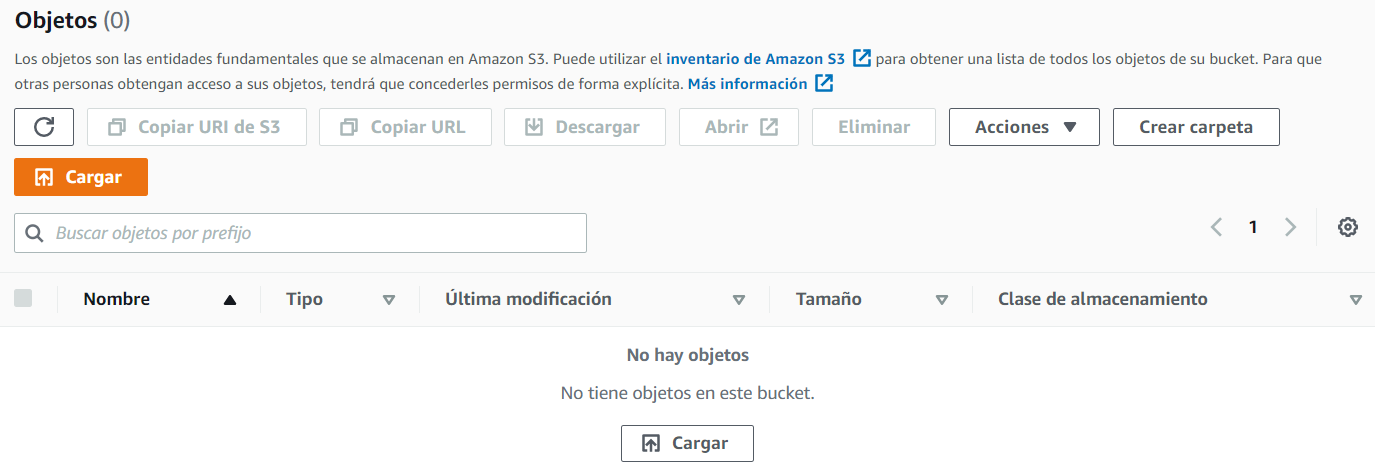 Objetos (0)
Los objetos son las entidades fundamentales que se almacenan en Amazon S3. Puede utilizar el inventario de Amazon S3 para obtener una lista de todos los objetos de su bucket. Para que
otras personas obtengan acceso a sus objetos, tendrá que concederles permisos de forma explícita. Más información
Copiar URI de S3 Copiar URL Descargar Abrir Eliminar Acciones Crear carpeta
Cargar
Buscar objetos por prefijo 1
Nombre Tipo Última modificación Tamaño Clase de almacenamiento
No hay objetos
No tiene objetos en este bucket.
Cargar